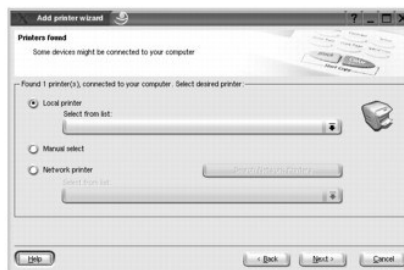 Add printer wizard
Printers found
Some devices might be connected to your computer
Found 1 printer(s), connected to your computer. Select desired printer:
Local printer
Select from list:
Manual select
Network printer
Select from list:
Help
< Back
Next >
Cancel